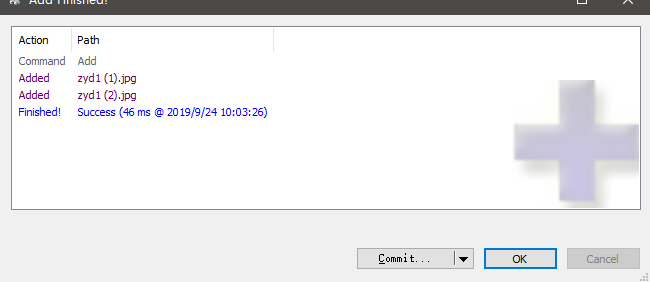 Add Finished!
Action Path
Command Add
Added zyd1 (1).jpg
Added zyd1 (2).jpg
Finished! Success (46 ms @ 2019/9/24 10:03:26)
Commit... OK Cancel